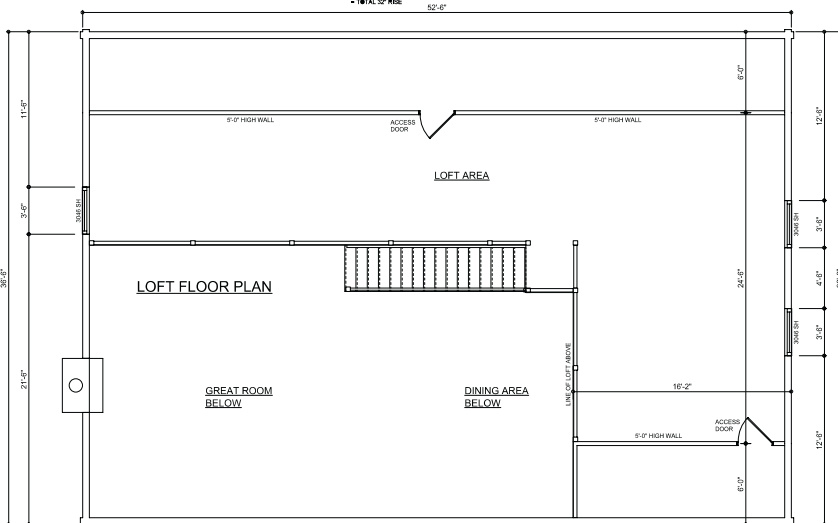 - TOTAL 32" RISE
52'-6"
6'-0"
11'-6"
12'-6"
5'-0" HIGH WALL
ACCESS
DOOR
5'-0" HIGH WALL
LOFT AREA
3'-6"
3046 SH
3046 SH
3'-6"
36'-6"
24'-6"
4'-6"
LOFT FLOOR PLAN
3046 SH
3'-6"
21'-6"
GREAT ROOM
BELOW
DINING AREA
BELOW
LINE OF LOFT ABOVE
16'-2"
ACCESS
DOOR
5'-0" HIGH WALL
12'-6"
6'-0"